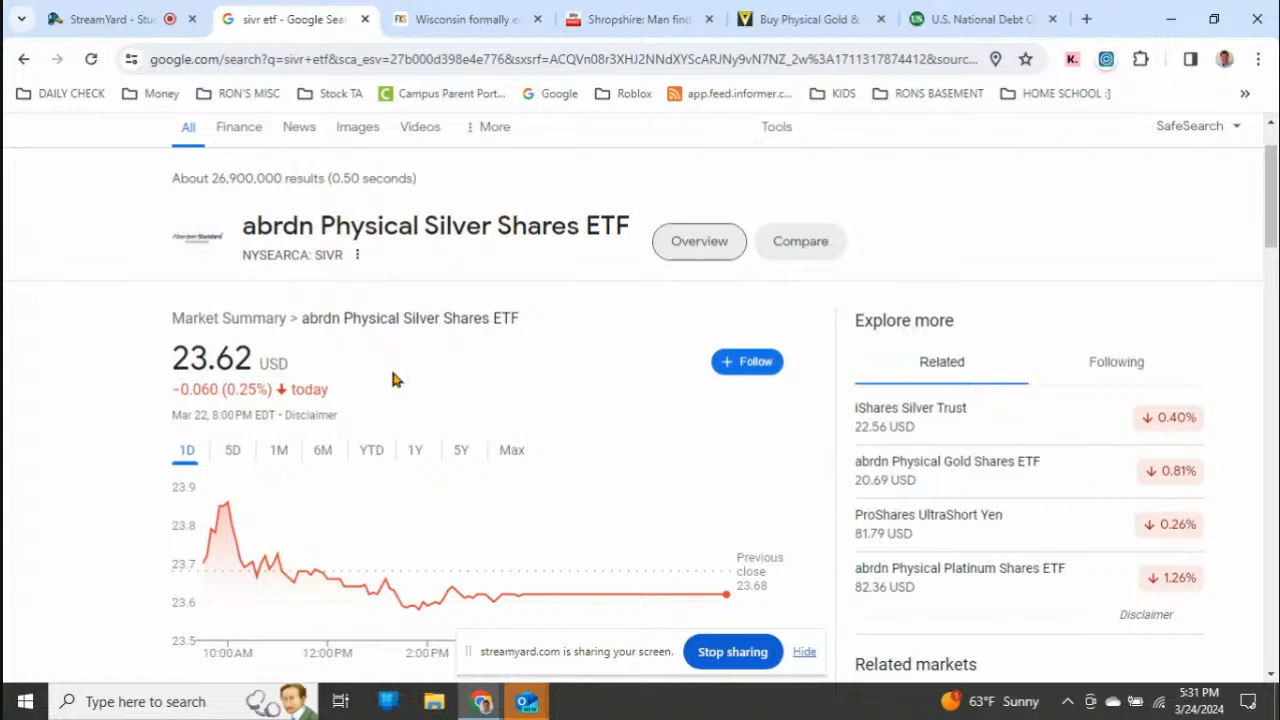 StreamYard - Stu
sivr etf - Google Sea
Wisconsin formally e
Shropshire: Man find
Buy Physical Gold &
U.S. National Debt C
google.com/search?q=sivr+etf&sca_esv=27b000d398e4e776&sxsrf=ACQVn08r3XHJ2NNdXYScARJNy9vN7NZ_2w%3A1711317874412&sourc...
DAILY CHECK
Money
RON'S MISC
Stock TA
Campus Parent Port...
Google
Roblox
app.feed.informer.c...
KIDS
RONS BASEMENT
HOME SCHOOL :]
All
Finance
News
Images
Videos
More
Tools
SafeSearch
About 26,900,000 results (0.50 seconds)
abrdn Physical Silver Shares ETF
NYSEARCA: SIVR
Overview
Compare
Market Summary > abrdn Physical Silver Shares ETF
23.62 USD
−0.060 (0.25%) ↓ today
Mar 22, 8:00 PM EDT • Disclaimer
+ Follow
1D
5D
1M
6M
YTD
1Y
5Y
Max
23.9
23.8
23.7
23.6
23.5
10:00 AM
12:00 PM
2:00 PM
Previous
close
23.68
Explore more
Related
Following
iShares Silver Trust
22.56 USD
↓ 0.40%
abrdn Physical Gold Shares ETF
20.69 USD
↓ 0.81%
ProShares UltraShort Yen
81.79 USD
↓ 0.26%
abrdn Physical Platinum Shares ETF
82.36 USD
↓ 1.26%
Disclaimer
Related markets
streamyard.com is sharing your screen.
Stop sharing
Hide
Type here to search
63°F Sunny
5:31 PM
3/24/2024